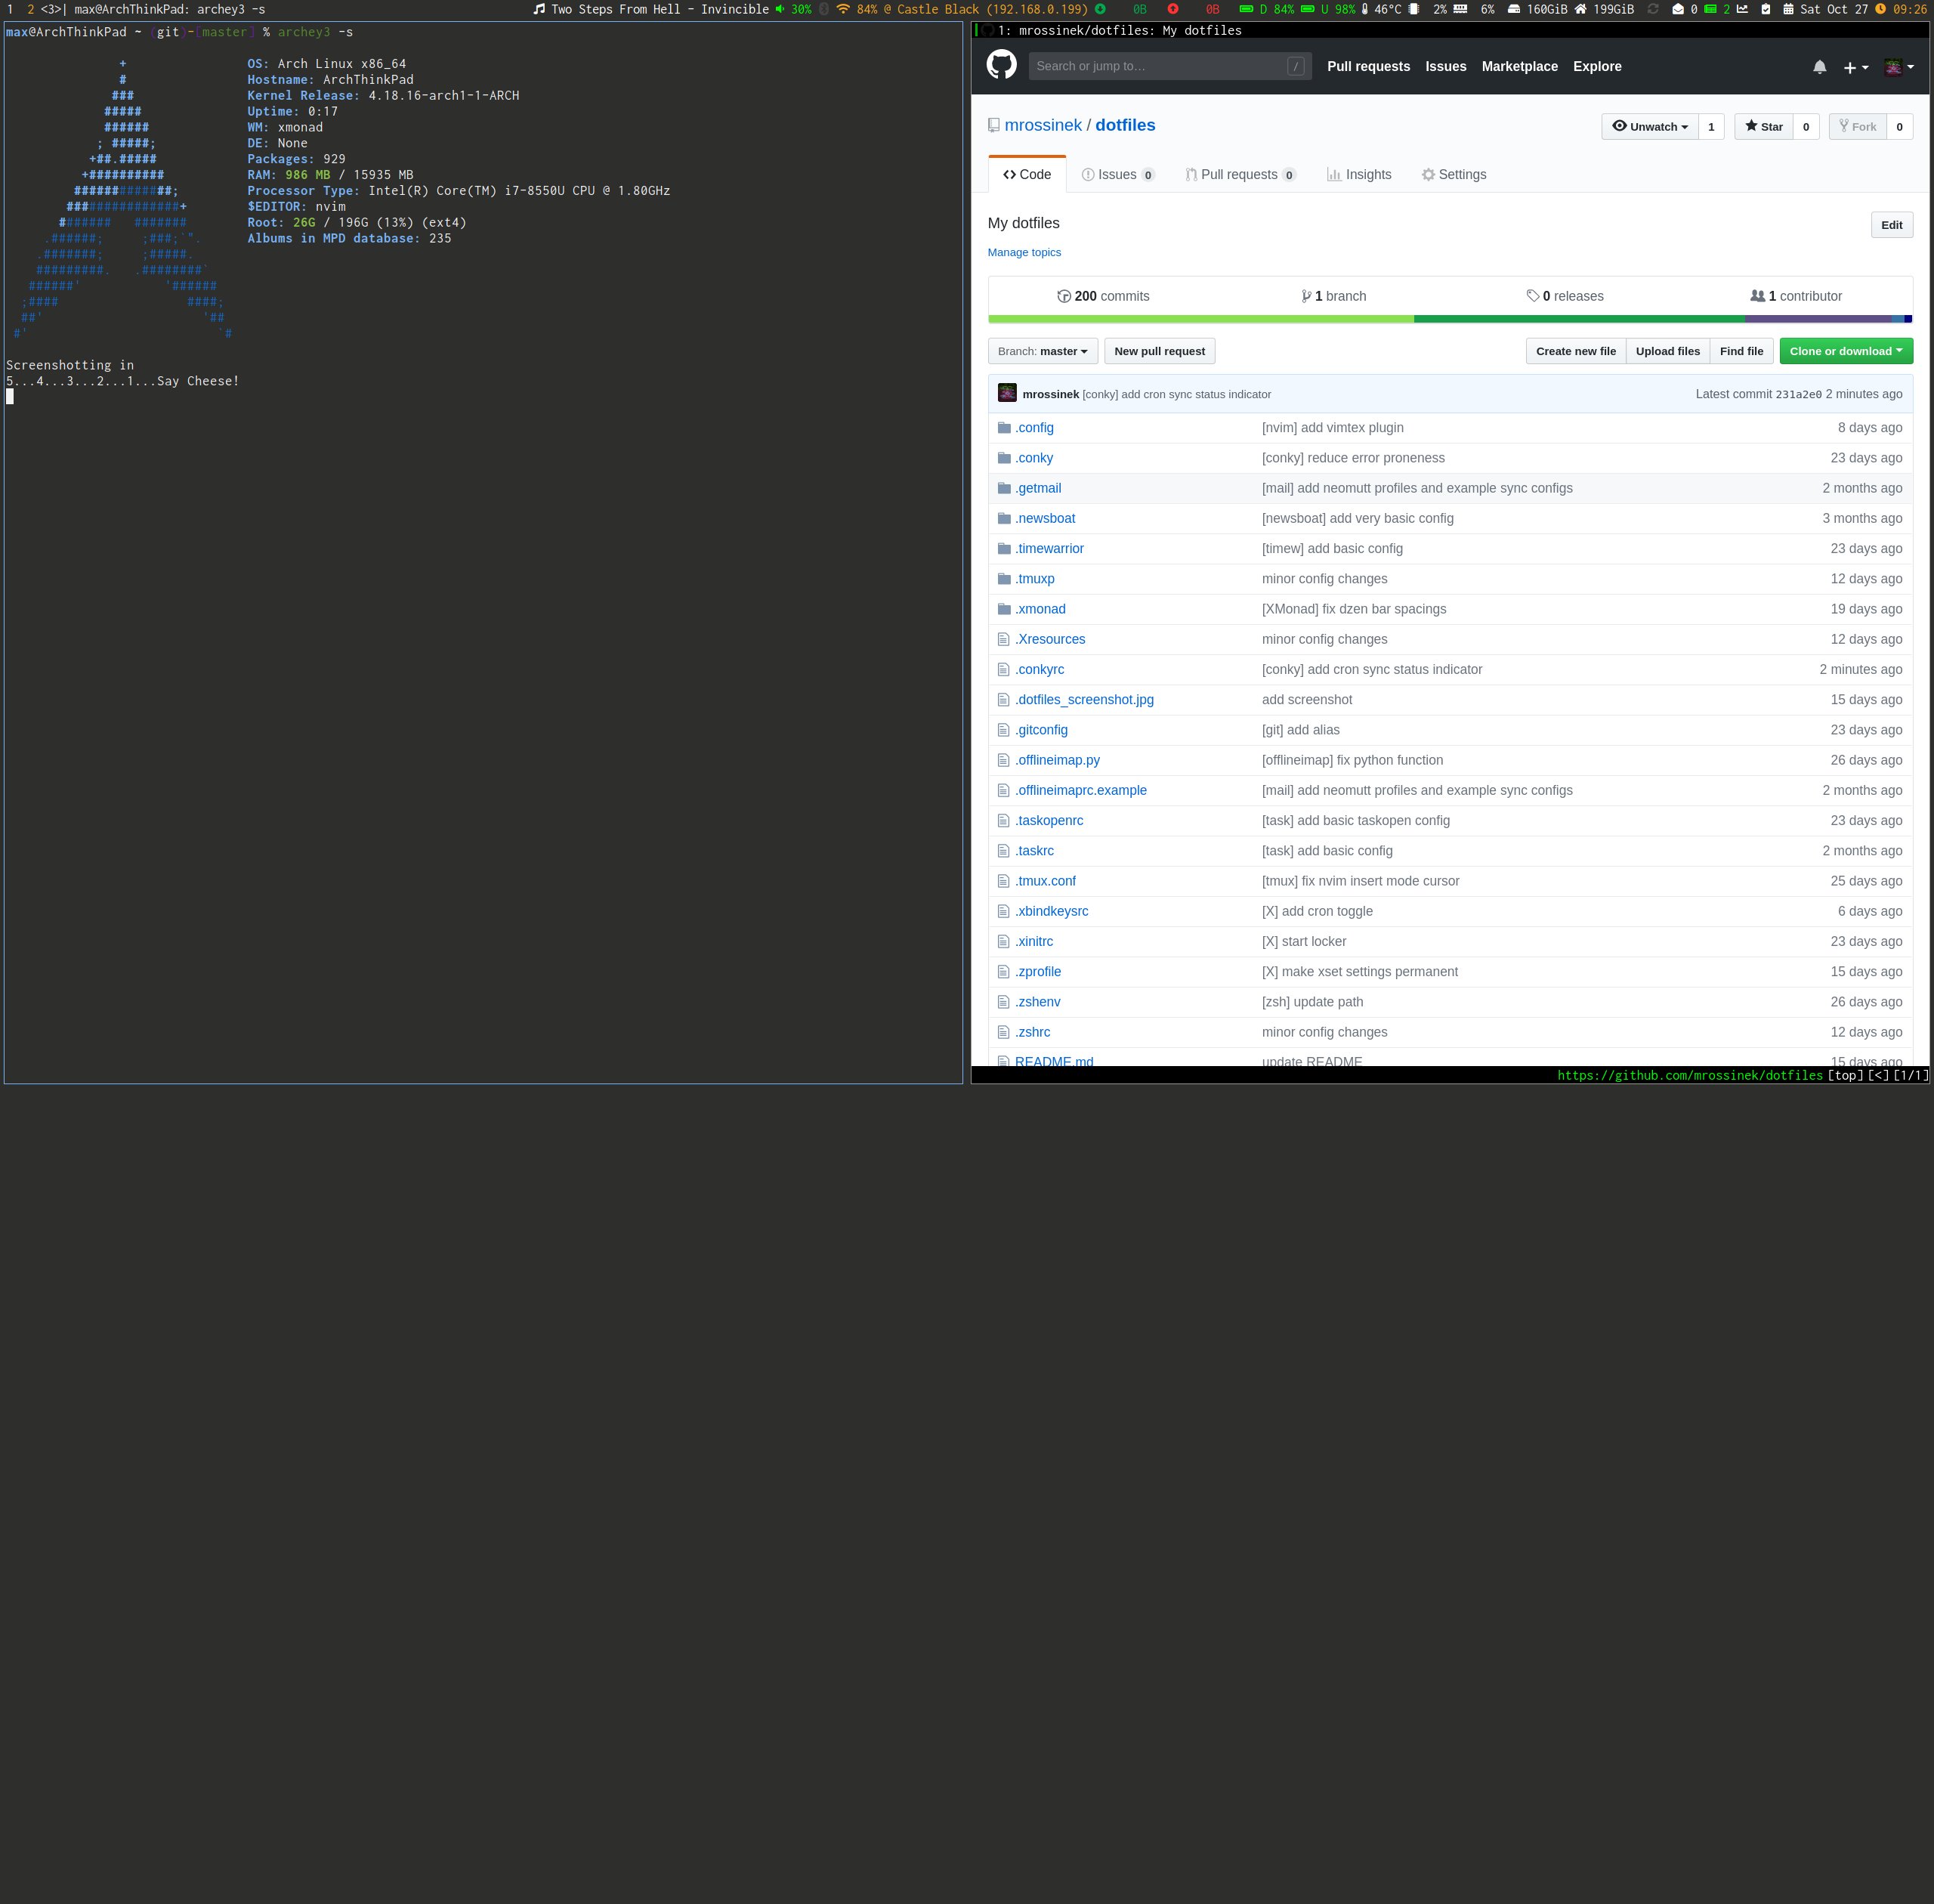 1 2 <3>| max@ArchThinkPad: archey3 -s
Two Steps From Hell - Invincible 30% 84% @ Castle Black (192.168.0.199) 0B 0B D 84% U 98% 46°C 2% 6% 160GiB 199GiB 0 2 Sat Oct 27 09:26
max@ArchThinkPad ~ (git)-[master] % archey3 -s
OS: Arch Linux x86_64
Hostname: ArchThinkPad
Kernel Release: 4.18.16-arch1-1-ARCH
Uptime: 0:17
WM: xmonad
DE: None
Packages: 929
RAM: 986 MB / 15935 MB
Processor Type: Intel(R) Core(TM) i7-8550U CPU @ 1.80GHz
$EDITOR: nvim
Root: 26G / 196G (13%) (ext4)
Albums in MPD database: 235
Screenshotting in
5...4...3...2...1...Say Cheese!
1: mrossinek/dotfiles: My dotfiles
Search or jump to… / Pull requests Issues Marketplace Explore
mrossinek / dotfiles Unwatch 1 Star 0 Fork 0
Code Issues 0 Pull requests 0 Insights Settings
My dotfiles Edit
Manage topics
200 commits 1 branch 0 releases 1 contributor
Branch: master New pull request Create new file Upload files Find file Clone or download
mrossinek [conky] add cron sync status indicator Latest commit 231a2e0 2 minutes ago
.config [nvim] add vimtex plugin 8 days ago
.conky [conky] reduce error proneness 23 days ago
.getmail [mail] add neomutt profiles and example sync configs 2 months ago
.newsboat [newsboat] add very basic config 3 months ago
.timewarrior [timew] add basic config 23 days ago
.tmuxp minor config changes 12 days ago
.xmonad [XMonad] fix dzen bar spacings 19 days ago
.Xresources minor config changes 12 days ago
.conkyrc [conky] add cron sync status indicator 2 minutes ago
.dotfiles_screenshot.jpg add screenshot 15 days ago
.gitconfig [git] add alias 23 days ago
.offlineimap.py [offlineimap] fix python function 26 days ago
.offlineimaprc.example [mail] add neomutt profiles and example sync configs 2 months ago
.taskopenrc [task] add basic taskopen config 23 days ago
.taskrc [task] add basic config 2 months ago
.tmux.conf [tmux] fix nvim insert mode cursor 25 days ago
.xbindkeysrc [X] add cron toggle 6 days ago
.xinitrc [X] start locker 23 days ago
.zprofile [X] make xset settings permanent 15 days ago
.zshenv [zsh] update path 26 days ago
.zshrc minor config changes 12 days ago
README.md update README 15 days ago
https://github.com/mrossinek/dotfiles [top] [<] [1/1]